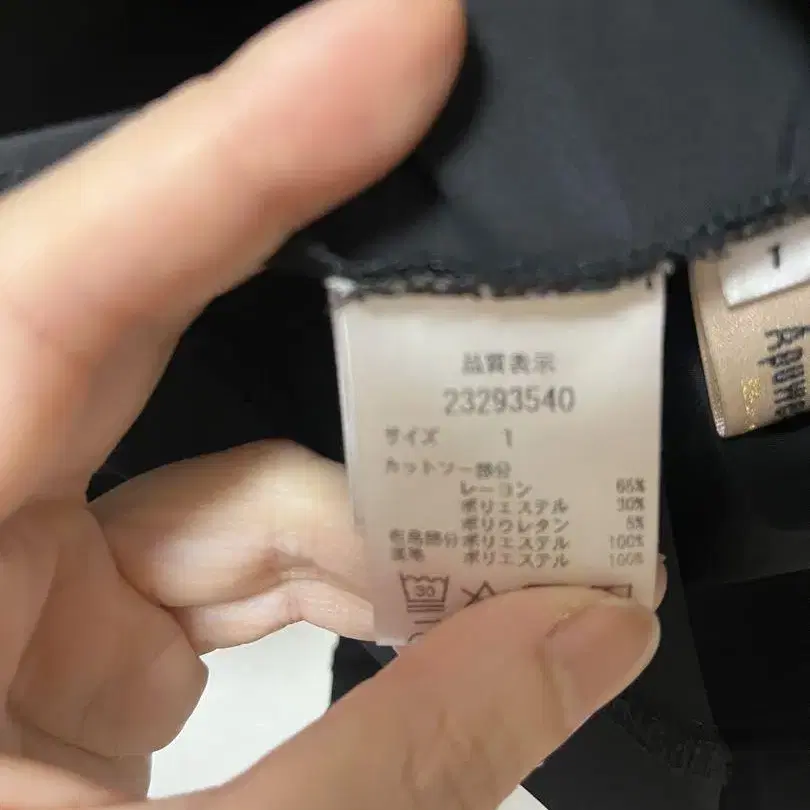 品質表示
23293540
サイズ 1
カットソー部分
レーヨン 65%
ポリエステル 30%
ポリウレタン 5%
布帛部分 ポリエステル 100%
裏地 ポリエステル 100%
30
1